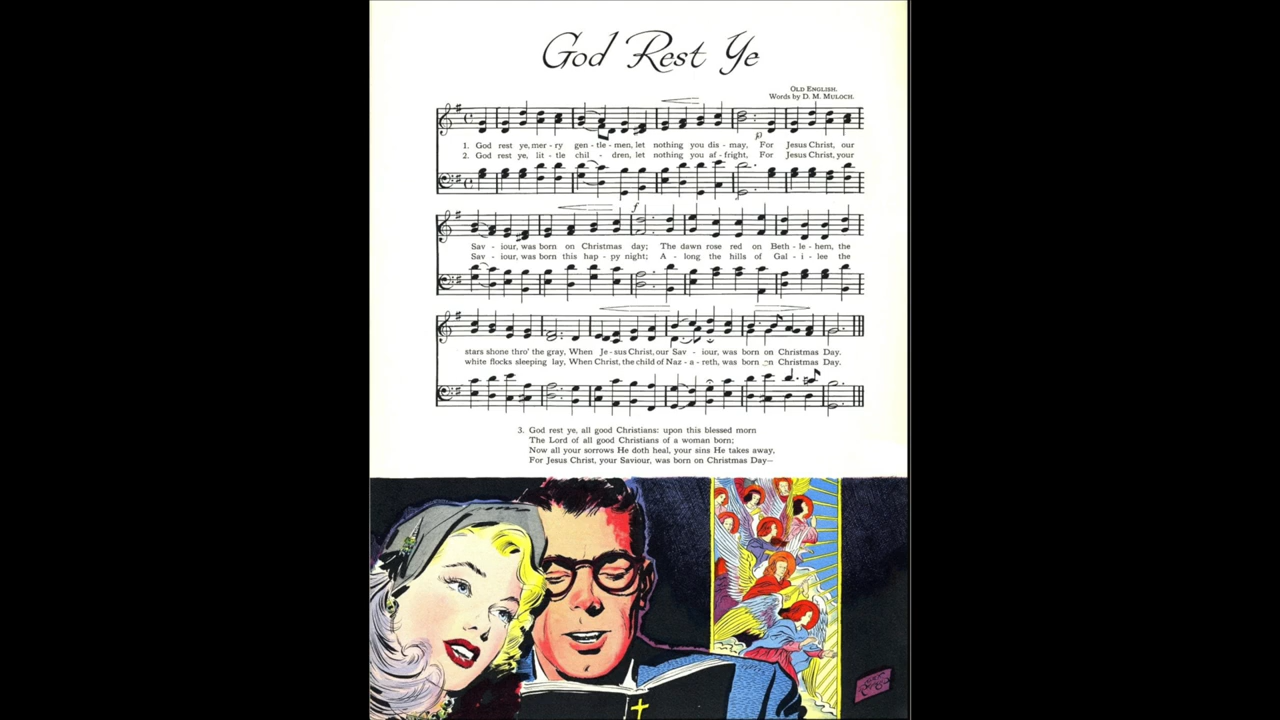 God Rest Ye
OLD ENGLISH.
Words by D. M. MULOCH.
p
1. God rest ye, mer - ry gen - tle - men, let nothing you dis - may, For Jesus Christ, our
2. God rest ye, lit - tle chil - dren, let nothing you af - fright, For Jesus Christ, your
f
Sav - iour, was born on Christmas day; The dawn rose red on Beth - le - hem, the
Sav - iour, was born this hap - py night; A - long the hills of Gal - i - lee the
stars shone thro' the gray, When Je - sus Christ, our Sav - iour, was born on Christmas Day.
white flocks sleeping lay, When Christ, the child of Naz - a - reth, was born on Christmas Day.
3. God rest ye, all good Christians: upon this blessed morn
The Lord of all good Christians of a woman born;
Now all your sorrows He doth heal, your sins He takes away,
For Jesus Christ, your Saviour, was born on Christmas Day—